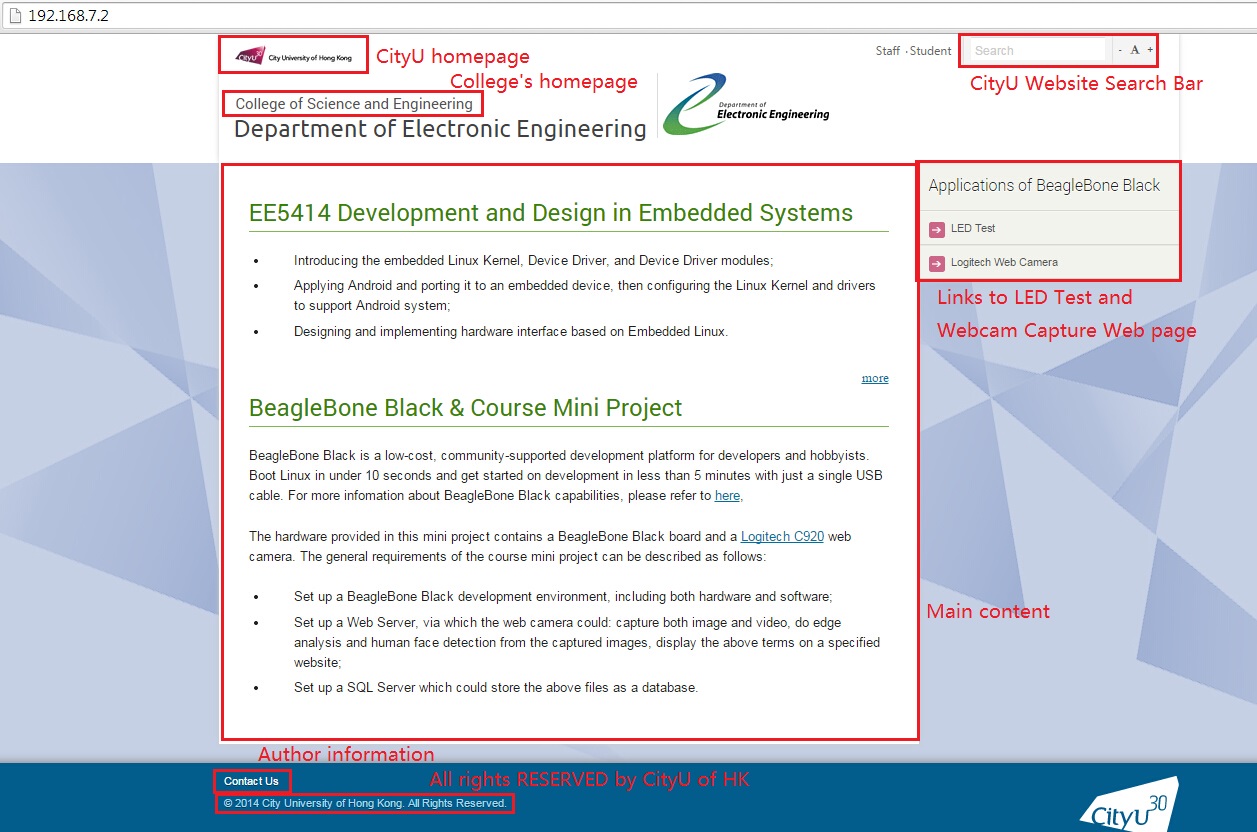 192.168.7.2
CityU 30 City University of Hong Kong
CityU homepage
Staff · Student
Search
- A +
CityU Website Search Bar
College's homepage
College of Science and Engineering
Department of Electronic Engineering
Department of
Electronic Engineering
Applications of BeagleBone Black
LED Test
Logitech Web Camera
Links to LED Test and
Webcam Capture Web page
EE5414 Development and Design in Embedded Systems
• Introducing the embedded Linux Kernel, Device Driver, and Device Driver modules;
• Applying Android and porting it to an embedded device, then configuring the Linux Kernel and drivers
to support Android system;
• Designing and implementing hardware interface based on Embedded Linux.
more
BeagleBone Black & Course Mini Project
BeagleBone Black is a low-cost, community-supported development platform for developers and hobbyists.
Boot Linux in under 10 seconds and get started on development in less than 5 minutes with just a single USB
cable. For more infomation about BeagleBone Black capabilities, please refer to here,
The hardware provided in this mini project contains a BeagleBone Black board and a Logitech C920 web
camera. The general requirements of the course mini project can be described as follows:
• Set up a BeagleBone Black development environment, including both hardware and software;
• Set up a Web Server, via which the web camera could: capture both image and video, do edge
analysis and human face detection from the captured images, display the above terms on a specified
website;
• Set up a SQL Server which could store the above files as a database.
Main content
Author information
Contact Us
All rights RESERVED by CityU of HK
© 2014 City University of Hong Kong. All Rights Reserved.
CityU 30